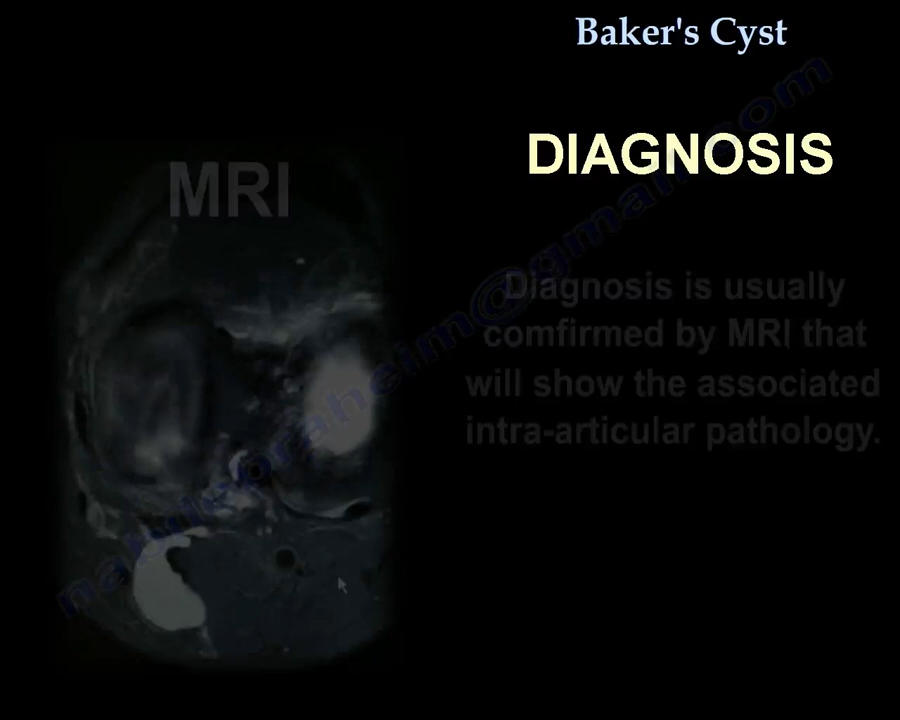 Baker's Cyst
DIAGNOSIS
MRI
Diagnosis is usually
comfirmed by MRI that
will show the associated
intra-articular pathology.